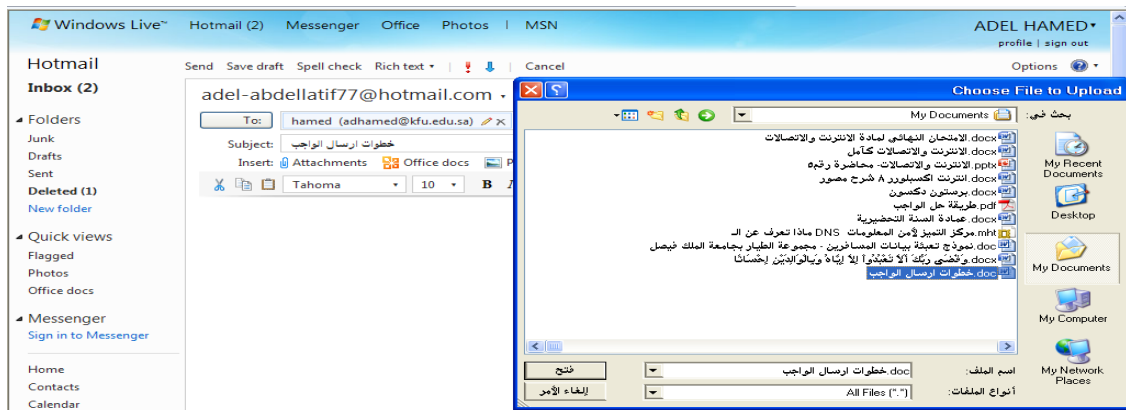 Windows Live™ Hotmail (2) Messenger Office Photos | MSN ADEL HAMED
profile | sign out
Hotmail
Send Save draft Spell check Rich text | Cancel
Options
Inbox (2)
Folders
Junk
Drafts
Sent
Deleted (1)
New folder
Quick views
Flagged
Photos
Office docs
Messenger
Sign in to Messenger
Home
Contacts
Calendar
adel-abdellatif77@hotmail.com
To: hamed (adhamed@kfu.edu.sa)
Subject: خطوات ارسال الواجب
Insert: Attachments Office docs P
Tahoma 10 B I
Choose File to Upload
بحث في: My Documents
الامتحان النهائي لمادة الانترنت والاتصالات.docx
الانترنت والاتصالات كآمل.docx
الانترنت والاتصالات- محاضرة رقم٥.pptx
انترنت اكسبلورر ٨ شرح مصور.docx
برستون دكسون.docx
طريقة حل الواجب.pdf
عمادة السنة التحضيرية.docx
مركز التميز لأمن المعلومات DNS ماذا تعرف عن الـ.mht
نموذج تعبئة بيانات المسافرين - مجموعة الطيار بجامعة الملك فيصل.doc
وَقَضَى رَبُّكَ أَلاَّ تَعْبُدُواْ إِلاَّ إِيَّاهُ وَبِالْوَالِدَيْنِ إِحْسَانًا.docx
خطوات ارسال الواجب.doc
My Recent Documents
Desktop
My Documents
My Computer
My Network Places
اسم الملف: خطوات ارسال الواجب.doc فتح
أنواع الملفات: All Files (*.*) إلغاء الأمر